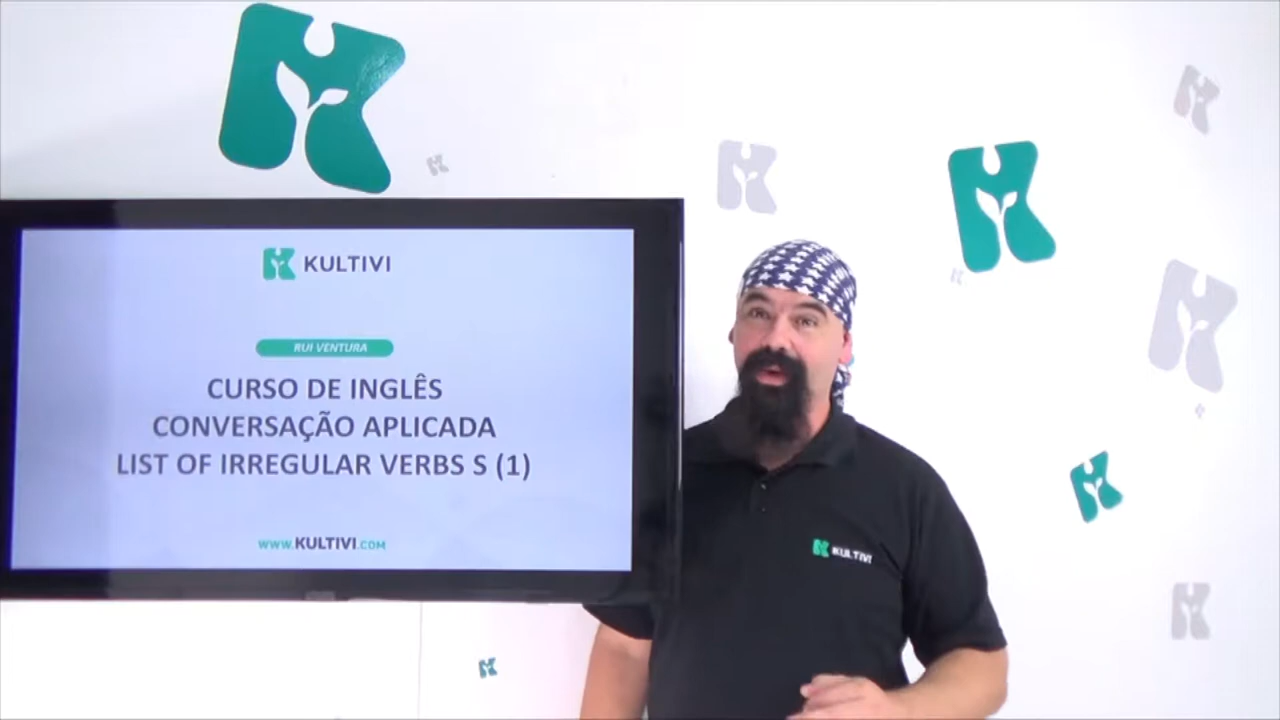 KULTIVI
RUI VENTURA
CURSO DE INGLÊS
CONVERSAÇÃO APLICADA
LIST OF IRREGULAR VERBS S (1)
WWW.KULTIVI.COM
KULTIVI